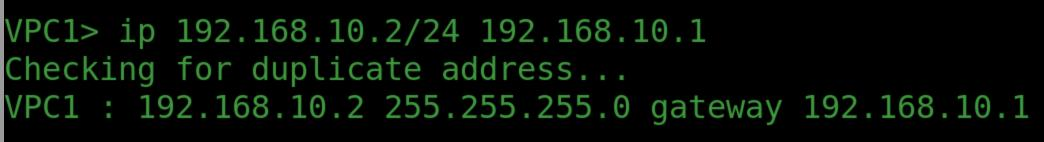 VPC1> ip 192.168.10.2/24 192.168.10.1
Checking for duplicate address...
VPC1 : 192.168.10.2 255.255.255.0 gateway 192.168.10.1